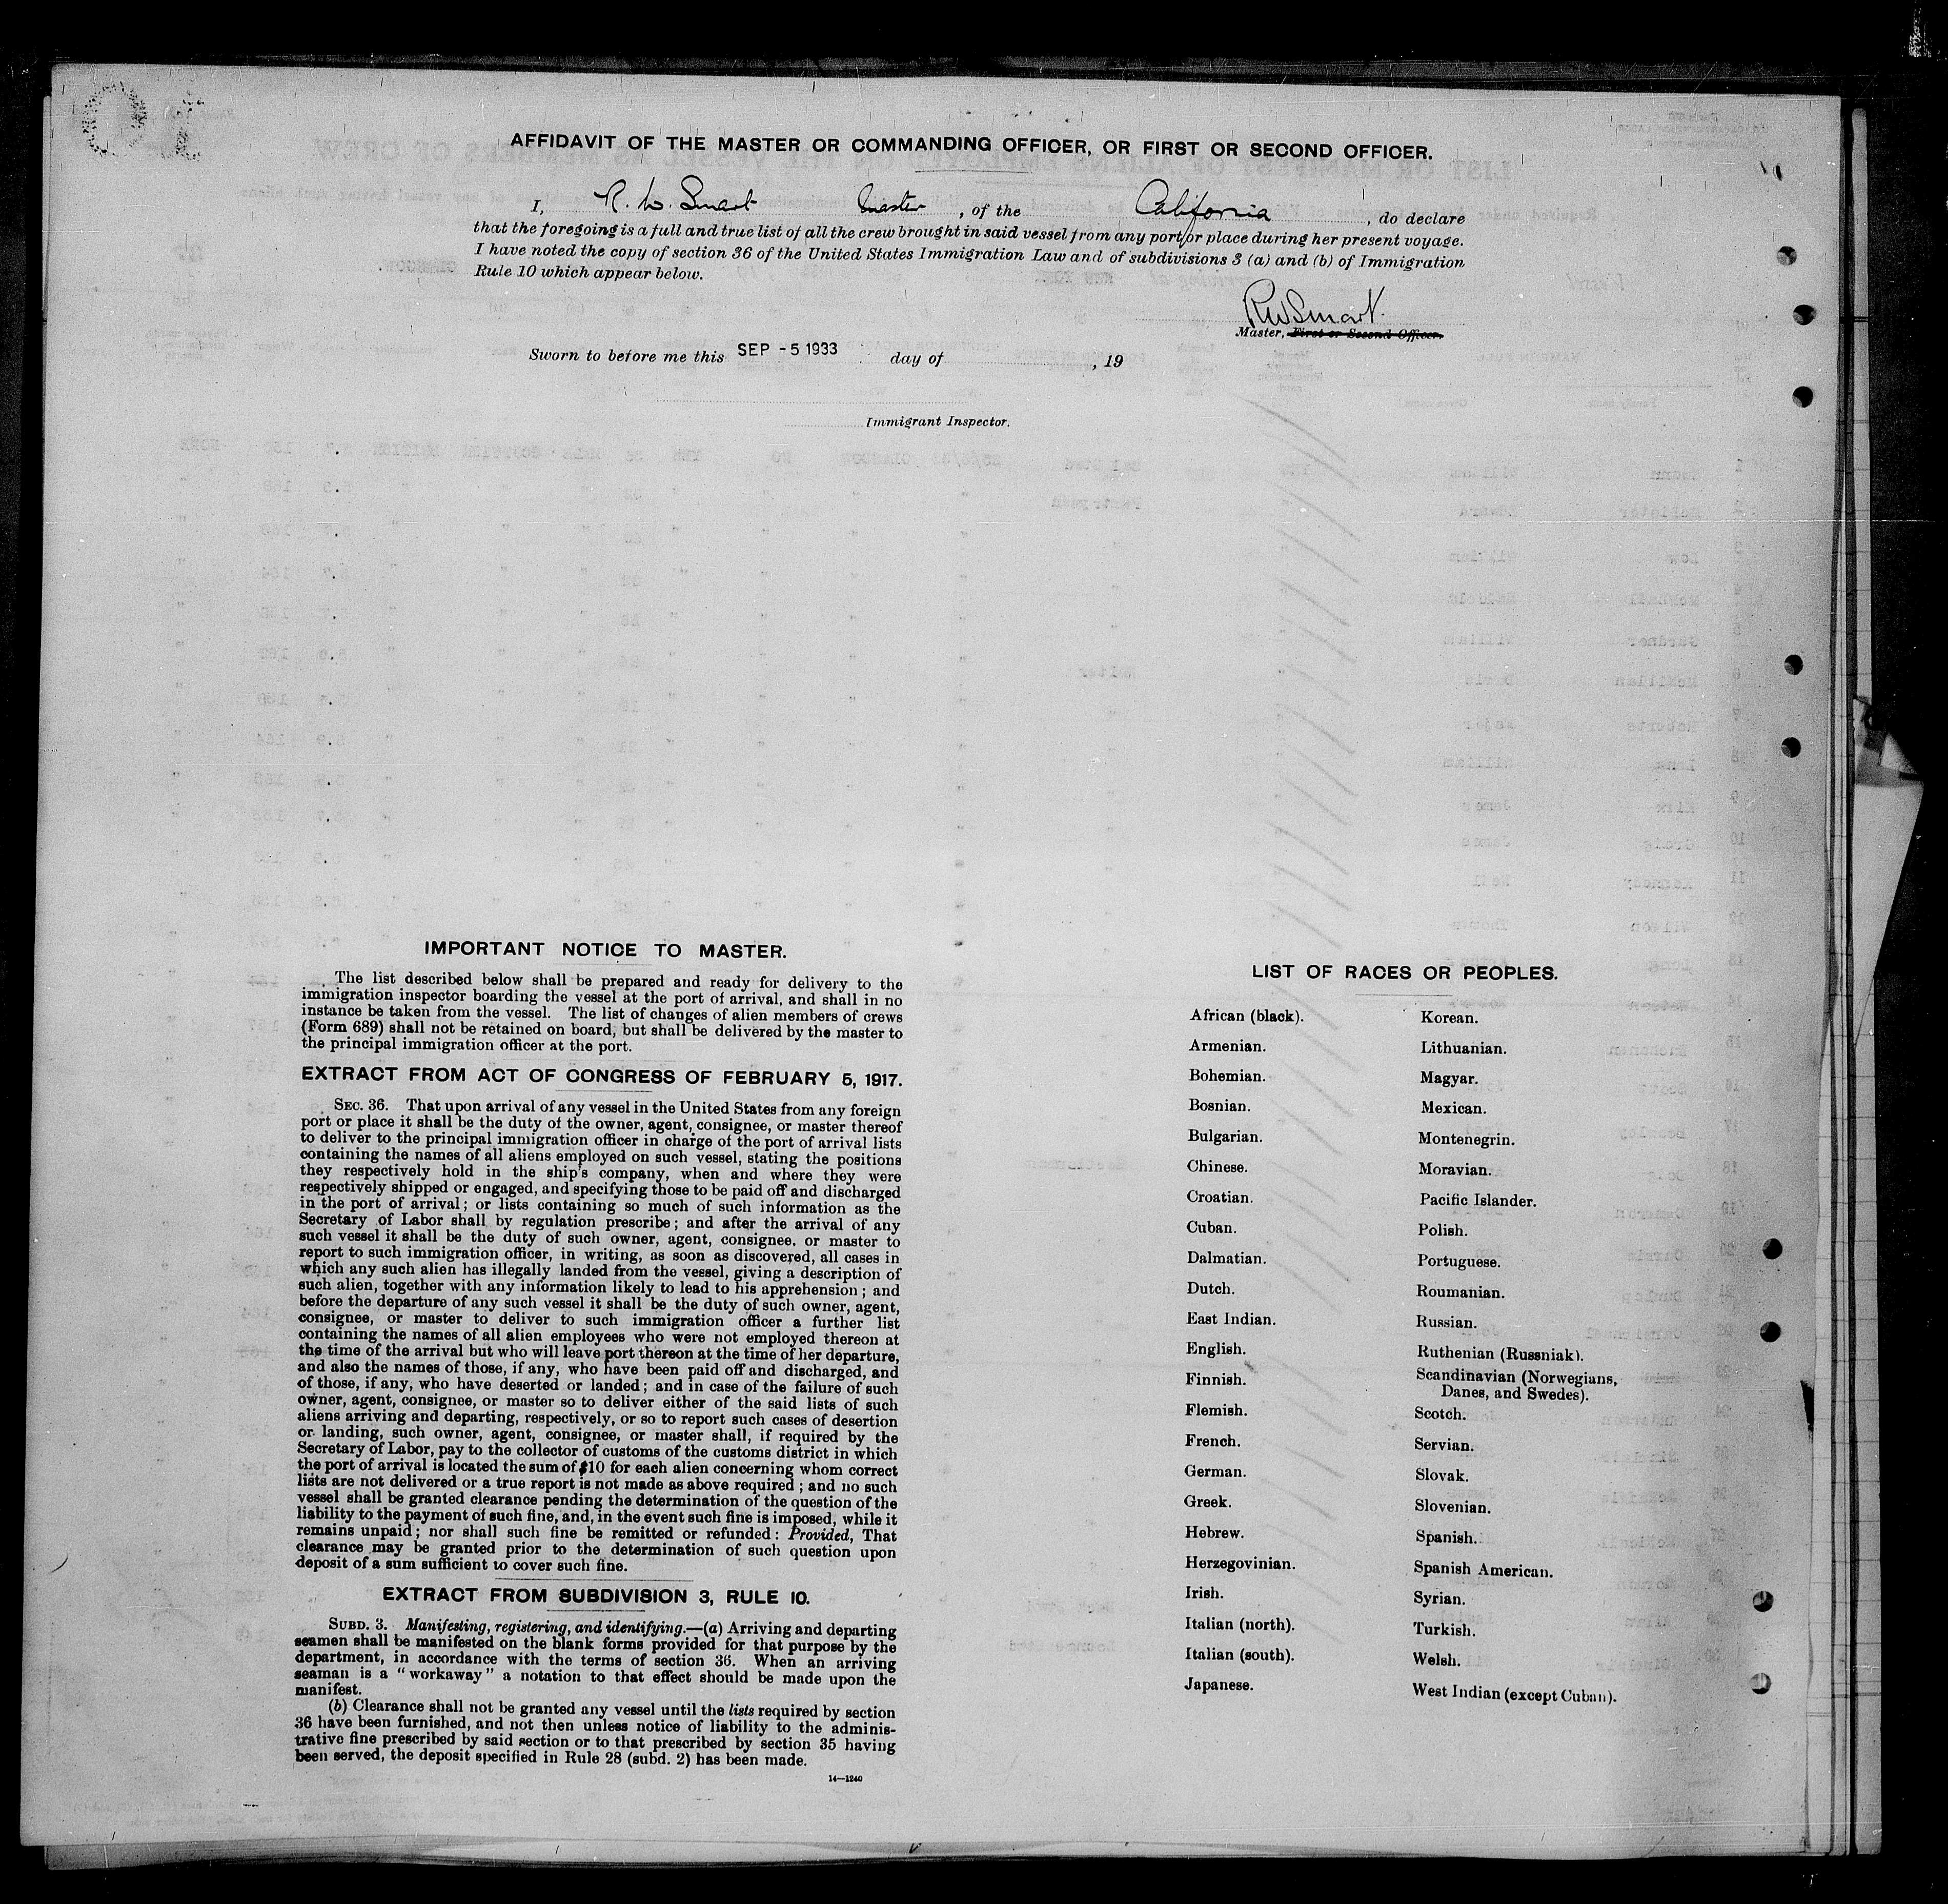 AFFIDAVIT OF THE MASTER OR COMMANDING OFFICER, OR FIRST OR SECOND OFFICER.
I, R. W. Smart Master, of the California, do declare
that the foregoing is a full and true list of all the crew brought in said vessel from any port or place during her present voyage.
I have noted the copy of section 36 of the United States Immigration Law and of subdivisions 3 (a) and (b) of Immigration
Rule 10 which appear below.
RWSmart.
Master, First or Second Officer.
Sworn to before me this SEP - 5 1933 day of , 19
Immigrant Inspector.
IMPORTANT NOTICE TO MASTER.
The list described below shall be prepared and ready for delivery to the
immigration inspector boarding the vessel at the port of arrival, and shall in no
instance be taken from the vessel. The list of changes of alien members of crews
(Form 689) shall not be retained on board, but shall be delivered by the master to
the principal immigration officer at the port.
EXTRACT FROM ACT OF CONGRESS OF FEBRUARY 5, 1917.
SEC. 36. That upon arrival of any vessel in the United States from any foreign
port or place it shall be the duty of the owner, agent, consignee, or master thereof
to deliver to the principal immigration officer in charge of the port of arrival lists
containing the names of all aliens employed on such vessel, stating the positions
they respectively hold in the ship's company, when and where they were
respectively shipped or engaged, and specifying those to be paid off and discharged
in the port of arrival; or lists containing so much of such information as the
Secretary of Labor shall by regulation prescribe; and after the arrival of any
such vessel it shall be the duty of such owner, agent, consignee, or master to
report to such immigration officer, in writing, as soon as discovered, all cases in
which any such alien has illegally landed from the vessel, giving a description of
such alien, together with any information likely to lead to his apprehension; and
before the departure of any such vessel it shall be the duty of such owner, agent,
consignee, or master to deliver to such immigration officer a further list
containing the names of all alien employees who were not employed thereon at
the time of the arrival but who will leave port thereon at the time of her departure,
and also the names of those, if any, who have been paid off and discharged, and
of those, if any, who have deserted or landed; and in case of the failure of such
owner, agent, consignee, or master so to deliver either of the said lists of such
aliens arriving and departing, respectively, or so to report such cases of desertion
or landing, such owner, agent, consignee, or master shall, if required by the
Secretary of Labor, pay to the collector of customs of the customs district in which
the port of arrival is located the sum of $10 for each alien concerning whom correct
lists are not delivered or a true report is not made as above required; and no such
vessel shall be granted clearance pending the determination of the question of the
liability to the payment of such fine, and, in the event such fine is imposed, while it
remains unpaid; nor shall such fine be remitted or refunded: Provided, That
clearance may be granted prior to the determination of such question upon
deposit of a sum sufficient to cover such fine.
EXTRACT FROM SUBDIVISION 3, RULE 10.
SUBD. 3. Manifesting, registering, and identifying.—(a) Arriving and departing
seamen shall be manifested on the blank forms provided for that purpose by the
department, in accordance with the terms of section 36. When an arriving
seaman is a "workaway" a notation to that effect should be made upon the
manifest.
(b) Clearance shall not be granted any vessel until the lists required by section
36 have been furnished, and not then unless notice of liability to the adminis-
trative fine prescribed by said section or to that prescribed by section 35 having
been served, the deposit specified in Rule 28 (subd. 2) has been made.
14—1240
LIST OF RACES OR PEOPLES.
African (black).
Armenian.
Bohemian.
Bosnian.
Bulgarian.
Chinese.
Croatian.
Cuban.
Dalmatian.
Dutch.
East Indian.
English.
Finnish.
Flemish.
French.
German.
Greek.
Hebrew.
Herzegovinian.
Irish.
Italian (north).
Italian (south).
Japanese.
Korean.
Lithuanian.
Magyar.
Mexican.
Montenegrin.
Moravian.
Pacific Islander.
Polish.
Portuguese.
Roumanian.
Russian.
Ruthenian (Russniak).
Scandinavian (Norwegians,
Danes, and Swedes).
Scotch.
Servian.
Slovak.
Slovenian.
Spanish.
Spanish American.
Syrian.
Turkish.
Welsh.
West Indian (except Cuban).